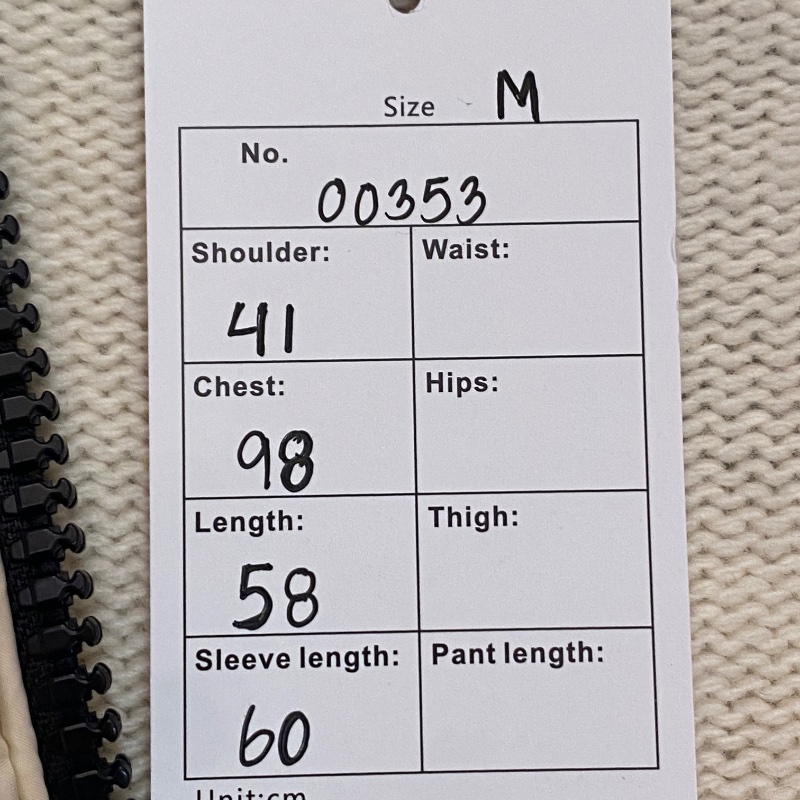 Size M
No.
00353
Shoulder: Waist:
41
Chest: Hips:
98
Length: Thigh:
58
Sleeve length: Pant length:
60
Unit:cm